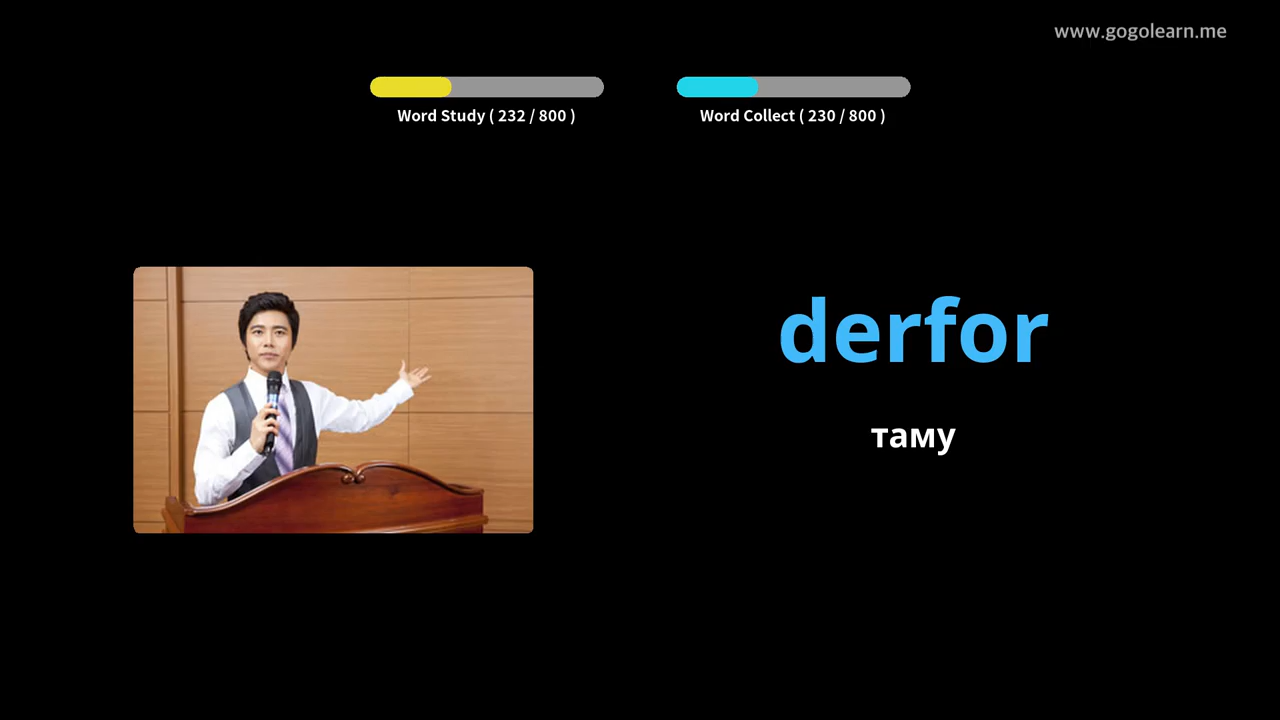 www.gogolearn.me
Word Study ( 232 / 800 )
Word Collect ( 230 / 800 )
derfor
таму